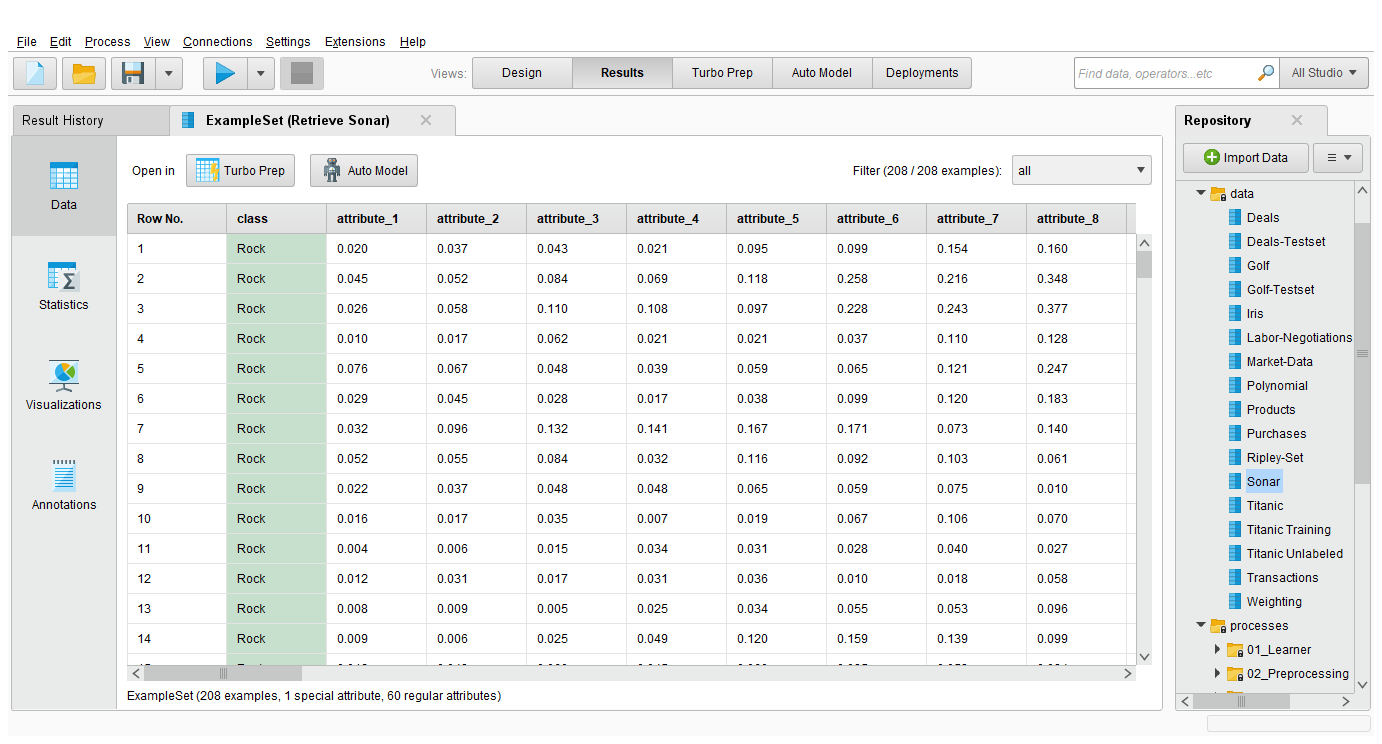 File Edit Process View Connections Settings Extensions Help
Views: Design Results Turbo Prep Auto Model Deployments Find data, operators...etc All Studio
Result History ExampleSet (Retrieve Sonar)
Data
Statistics
Visualizations
Annotations
Open in Turbo Prep Auto Model Filter (208 / 208 examples): all
Row No. class attribute_1 attribute_2 attribute_3 attribute_4 attribute_5 attribute_6 attribute_7 attribute_8
1 Rock 0.020 0.037 0.043 0.021 0.095 0.099 0.154 0.160
2 Rock 0.045 0.052 0.084 0.069 0.118 0.258 0.216 0.348
3 Rock 0.026 0.058 0.110 0.108 0.097 0.228 0.243 0.377
4 Rock 0.010 0.017 0.062 0.021 0.021 0.037 0.110 0.128
5 Rock 0.076 0.067 0.048 0.039 0.059 0.065 0.121 0.247
6 Rock 0.029 0.045 0.028 0.017 0.038 0.099 0.120 0.183
7 Rock 0.032 0.096 0.132 0.141 0.167 0.171 0.073 0.140
8 Rock 0.052 0.055 0.084 0.032 0.116 0.092 0.103 0.061
9 Rock 0.022 0.037 0.048 0.048 0.065 0.059 0.075 0.010
10 Rock 0.016 0.017 0.035 0.007 0.019 0.067 0.106 0.070
11 Rock 0.004 0.006 0.015 0.034 0.031 0.028 0.040 0.027
12 Rock 0.012 0.031 0.017 0.031 0.036 0.010 0.018 0.058
13 Rock 0.008 0.009 0.005 0.025 0.034 0.055 0.053 0.096
14 Rock 0.009 0.006 0.025 0.049 0.120 0.159 0.139 0.099
ExampleSet (208 examples, 1 special attribute, 60 regular attributes)
Repository
Import Data
data
Deals
Deals-Testset
Golf
Golf-Testset
Iris
Labor-Negotiations
Market-Data
Polynomial
Products
Purchases
Ripley-Set
Sonar
Titanic
Titanic Training
Titanic Unlabeled
Transactions
Weighting
processes
01_Learner
02_Preprocessing